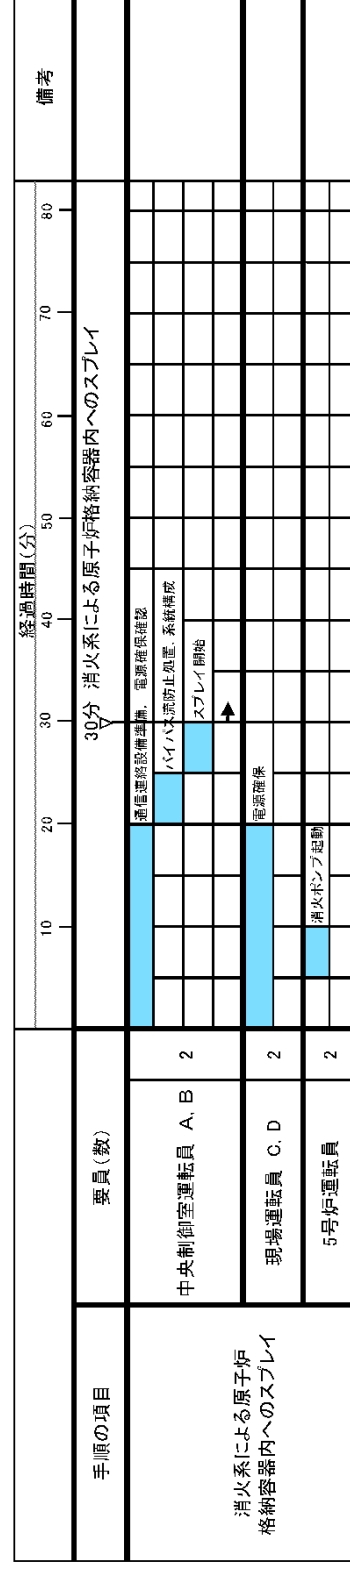 経過時間(分)
備考
10 20 30 40 50 60 70 80
手順の項目
要員(数)
30分 消火系による原子炉格納容器内へのスプレイ
消火系による原子炉
格納容器内へのスプレイ
中央制御室運転員 A, B
2
通信連絡設備準備, 電源確保確認
バイパス流防止処置, 系統構成
スプレイ開始
現場運転員 C, D
2
電源確保
5号炉運転員
2
消火ポンプ起動